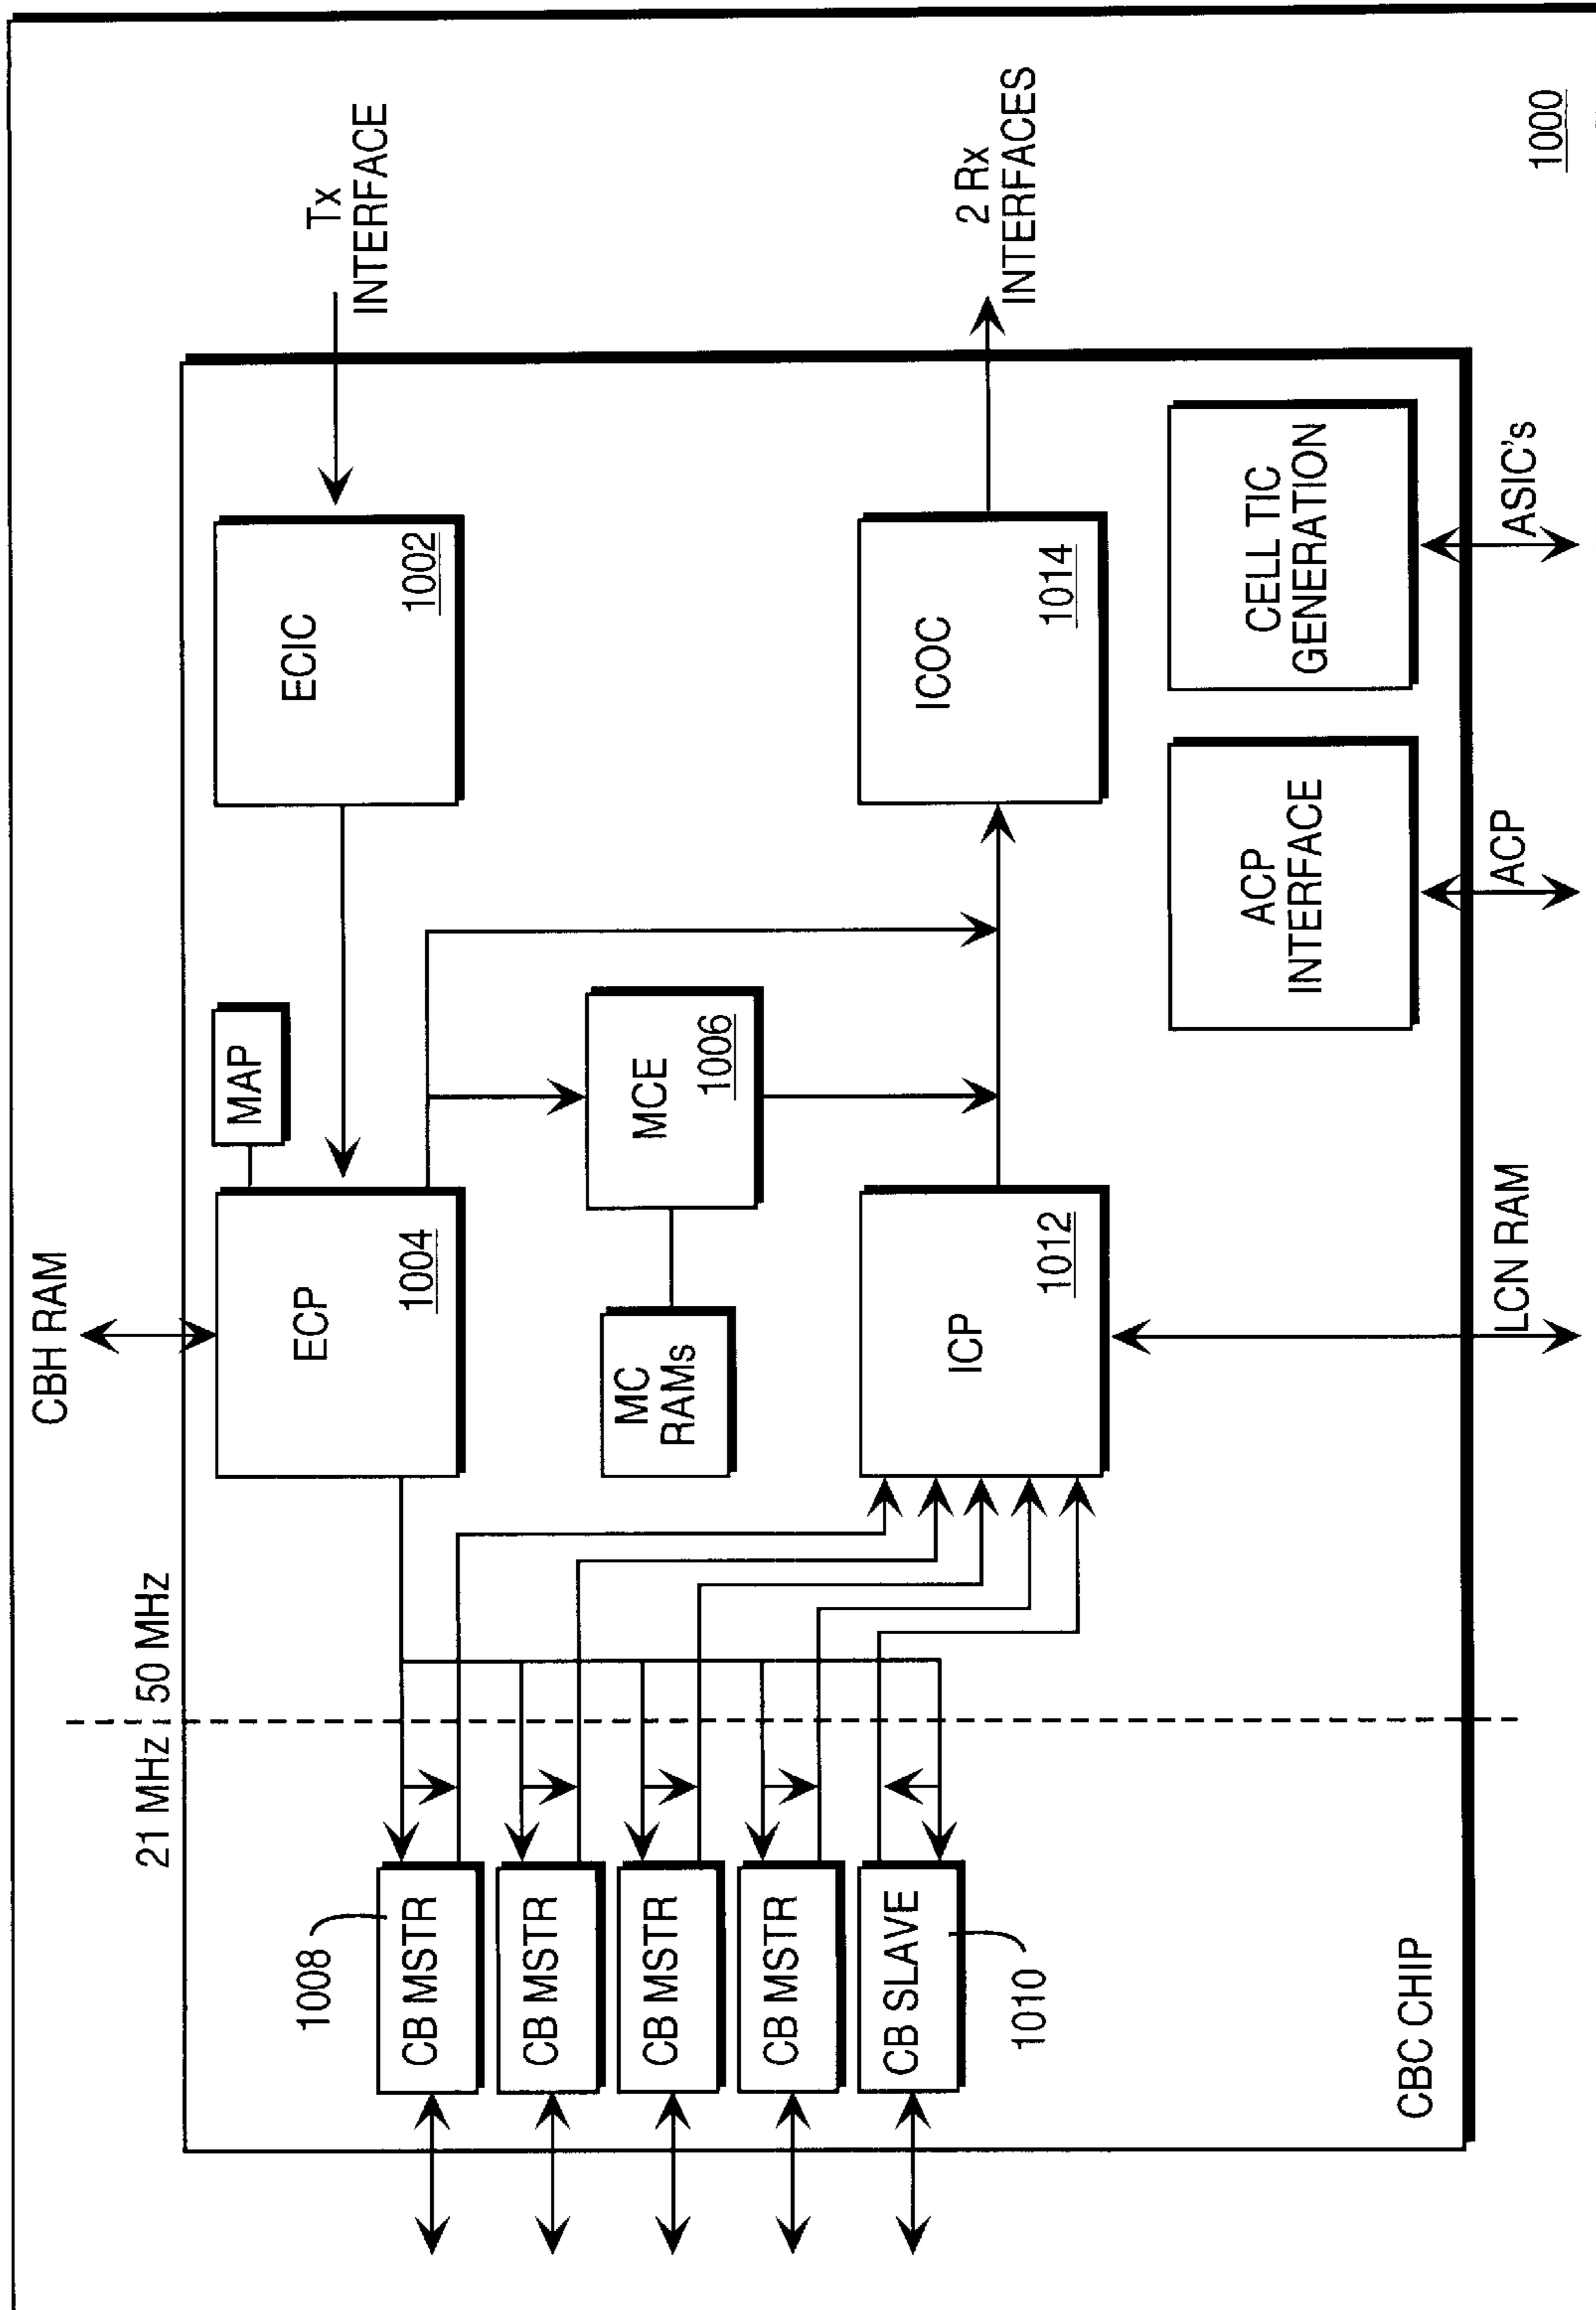 CBH RAM
21 MHz
50 MHz
Tx
INTERFACE
MAP
ECP
1004
ECIC
1002
1008
CB MSTR
CB MSTR
CB MSTR
CB MSTR
CB SLAVE
1010
MC
RAMs
MCE
1006
ICP
1012
ICOC
1014
2 Rx
INTERFACES
ACP
INTERFACE
CELL TIC
GENERATION
CBC CHIP
LCN RAM
ACP
ASIC's
1000